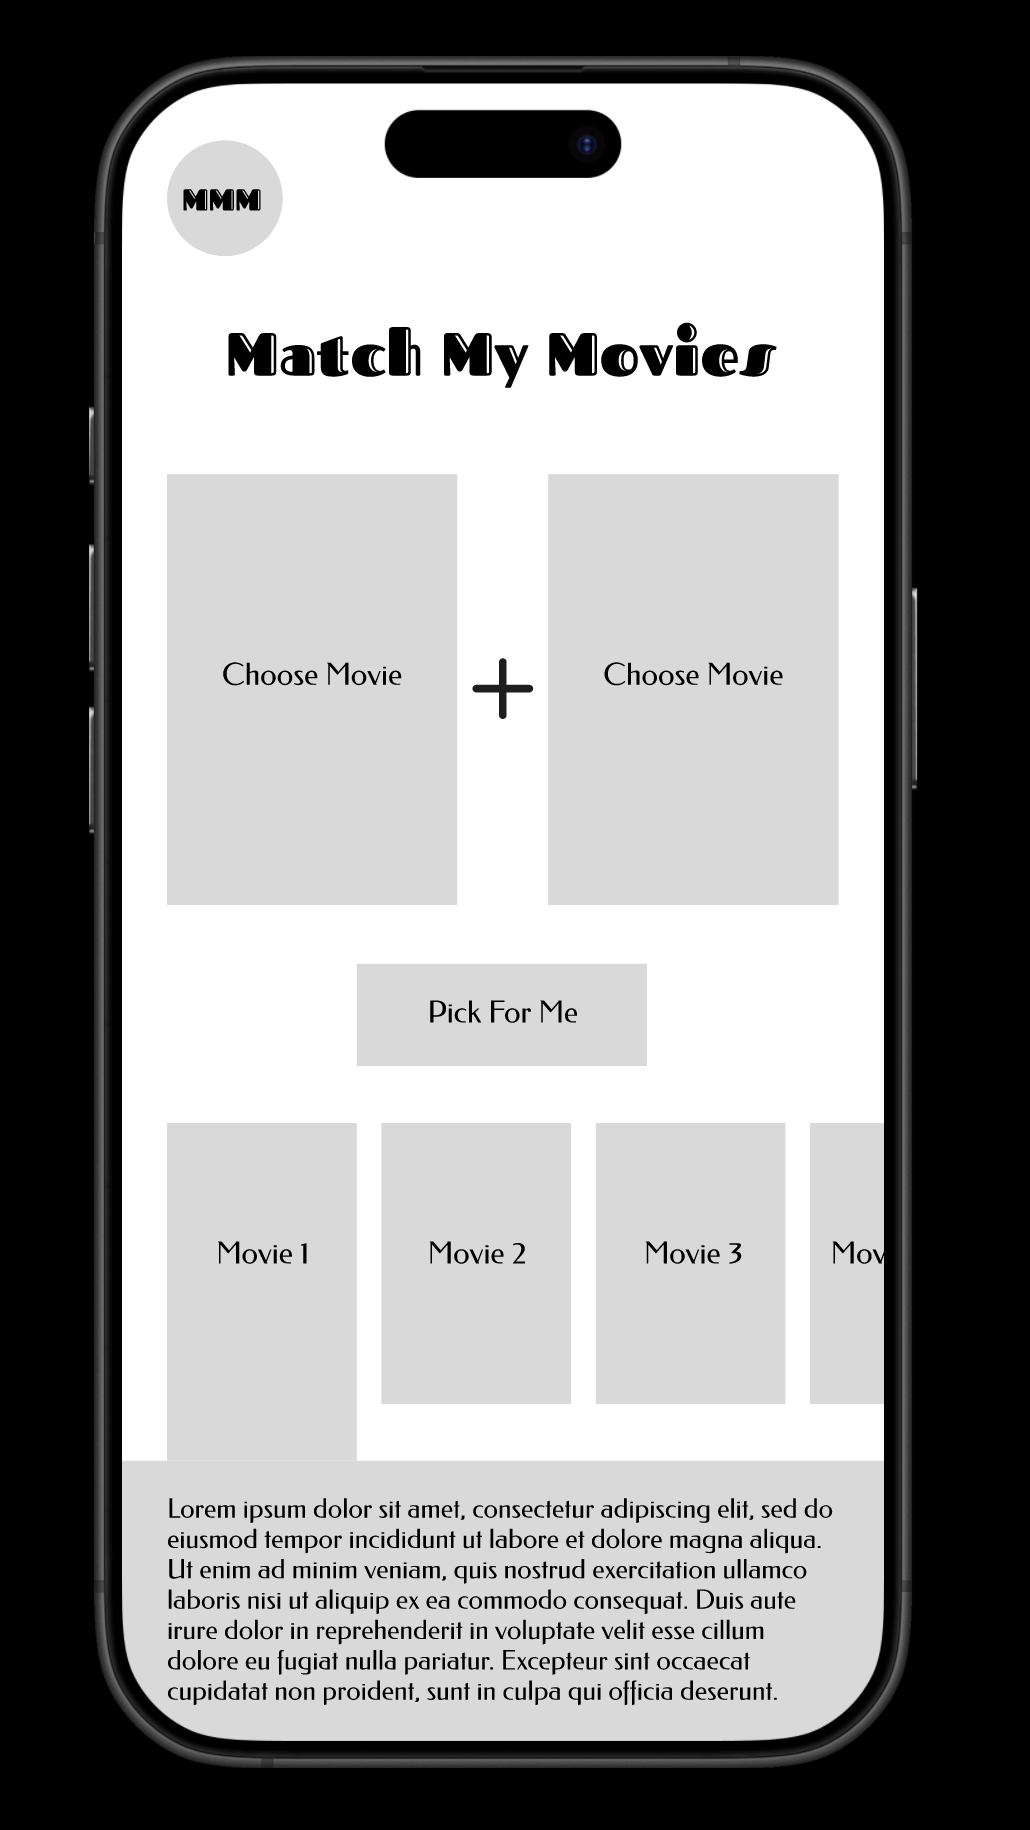 MMM
Match My Movies
Choose Movie
Choose Movie
Pick For Me
Movie 1
Movie 2
Movie 3
Mov
Lorem ipsum dolor sit amet, consectetur adipiscing elit, sed do
eiusmod tempor incididunt ut labore et dolore magna aliqua.
Ut enim ad minim veniam, quis nostrud exercitation ullamco
laboris nisi ut aliquip ex ea commodo consequat. Duis aute
irure dolor in reprehenderit in voluptate velit esse cillum
dolore eu fugiat nulla pariatur. Excepteur sint occaecat
cupidatat non proident, sunt in culpa qui officia deserunt.